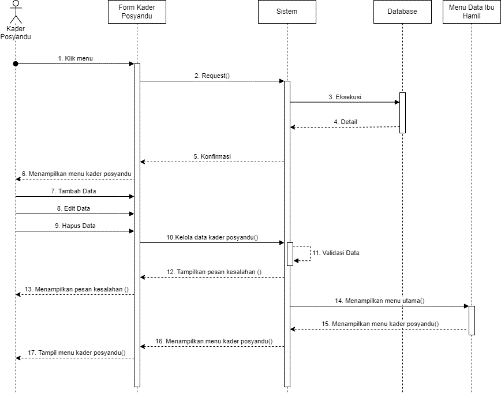 Form Kader
Posyandu
Sistem
Database
Menu Data Ibu
Hamil
Kader
Posyandu
1. Klik menu
2. Request()
3. Eksekusi
4. Detail
5. Konfirmasi
6. Menampilkan menu kader posyandu
7. Tambah Data
8. Edit Data
9. Hapus Data
10 Kelola data kader posyandu()
11. Validasi Data
12. Tampilkan pesan kesalahan ()
13. Menampilkan pesan kesalahan ()
14. Menampilkan menu utama()
15. Menampilkan menu kader posyandu()
16. Menampilkan menu kader posyandu()
17. Tampil menu kader posyandu()